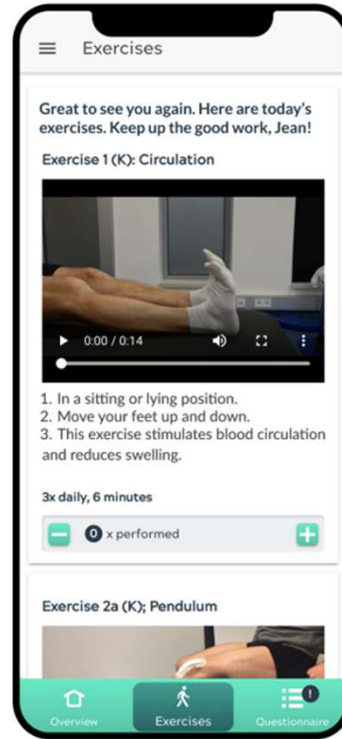 Exercises
Great to see you again. Here are today's
exercises. Keep up the good work, Jean!
Exercise 1 (K): Circulation
0:00 / 0:14
1. In a sitting or lying position.
2. Move your feet up and down.
3. This exercise stimulates blood circulation
and reduces swelling.
3x daily, 6 minutes
0 x performed
Exercise 2a (K); Pendulum
!
Overview
Exercises
Questionnaire